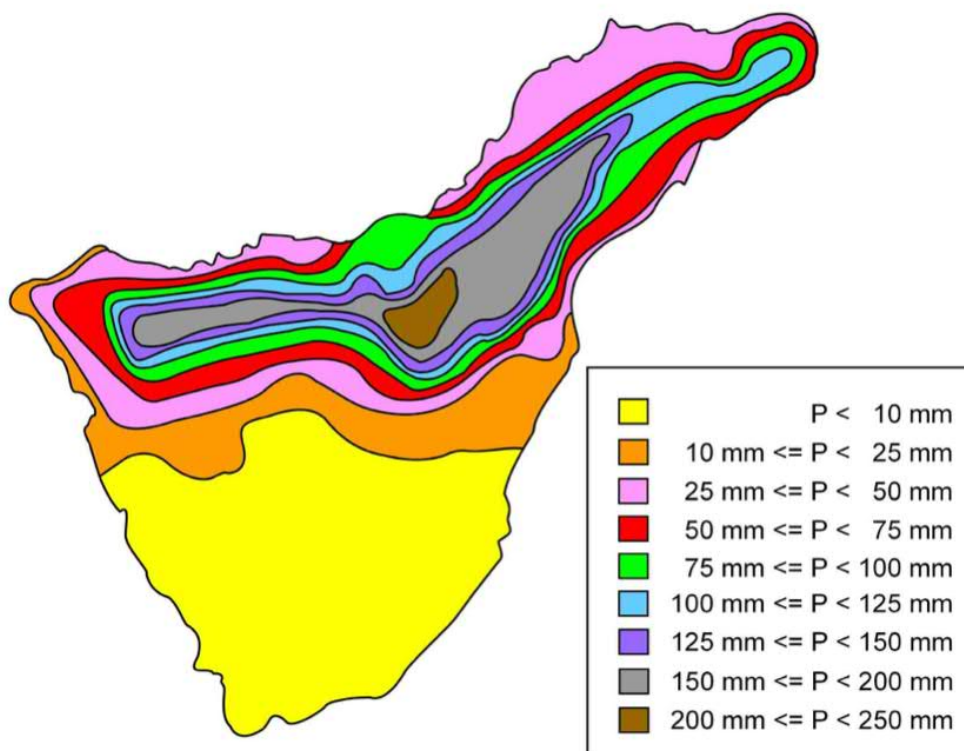 P < 10 mm
10 mm <= P < 25 mm
25 mm <= P < 50 mm
50 mm <= P < 75 mm
75 mm <= P < 100 mm
100 mm <= P < 125 mm
125 mm <= P < 150 mm
150 mm <= P < 200 mm
200 mm <= P < 250 mm